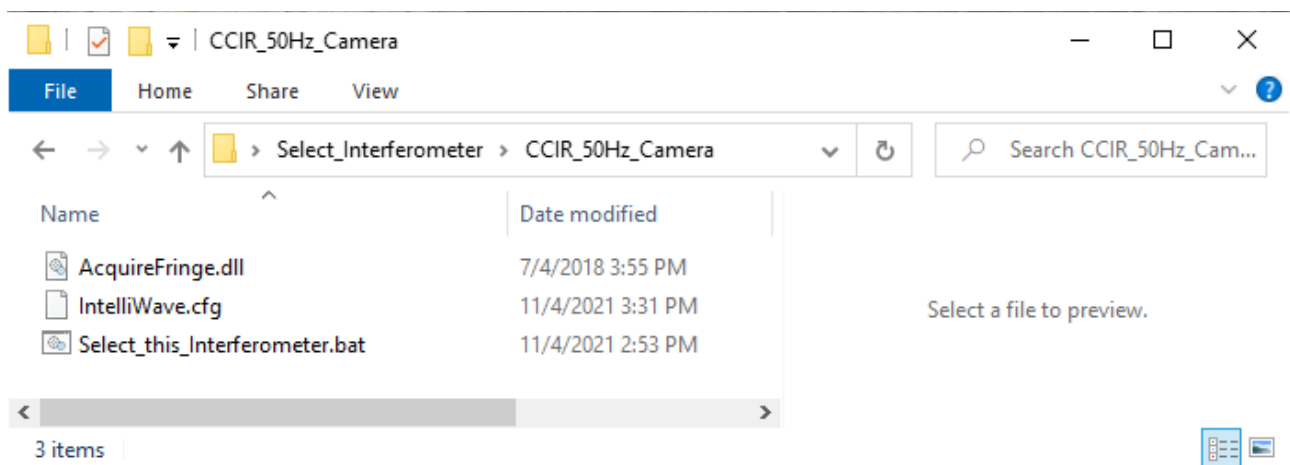 CCIR_50Hz_Camera
File Home Share View
Select_Interferometer > CCIR_50Hz_Camera Search CCIR_50Hz_Cam...
Name Date modified
AcquireFringe.dll 7/4/2018 3:55 PM
IntelliWave.cfg 11/4/2021 3:31 PM Select a file to preview.
Select_this_Interferometer.bat 11/4/2021 2:53 PM
3 items